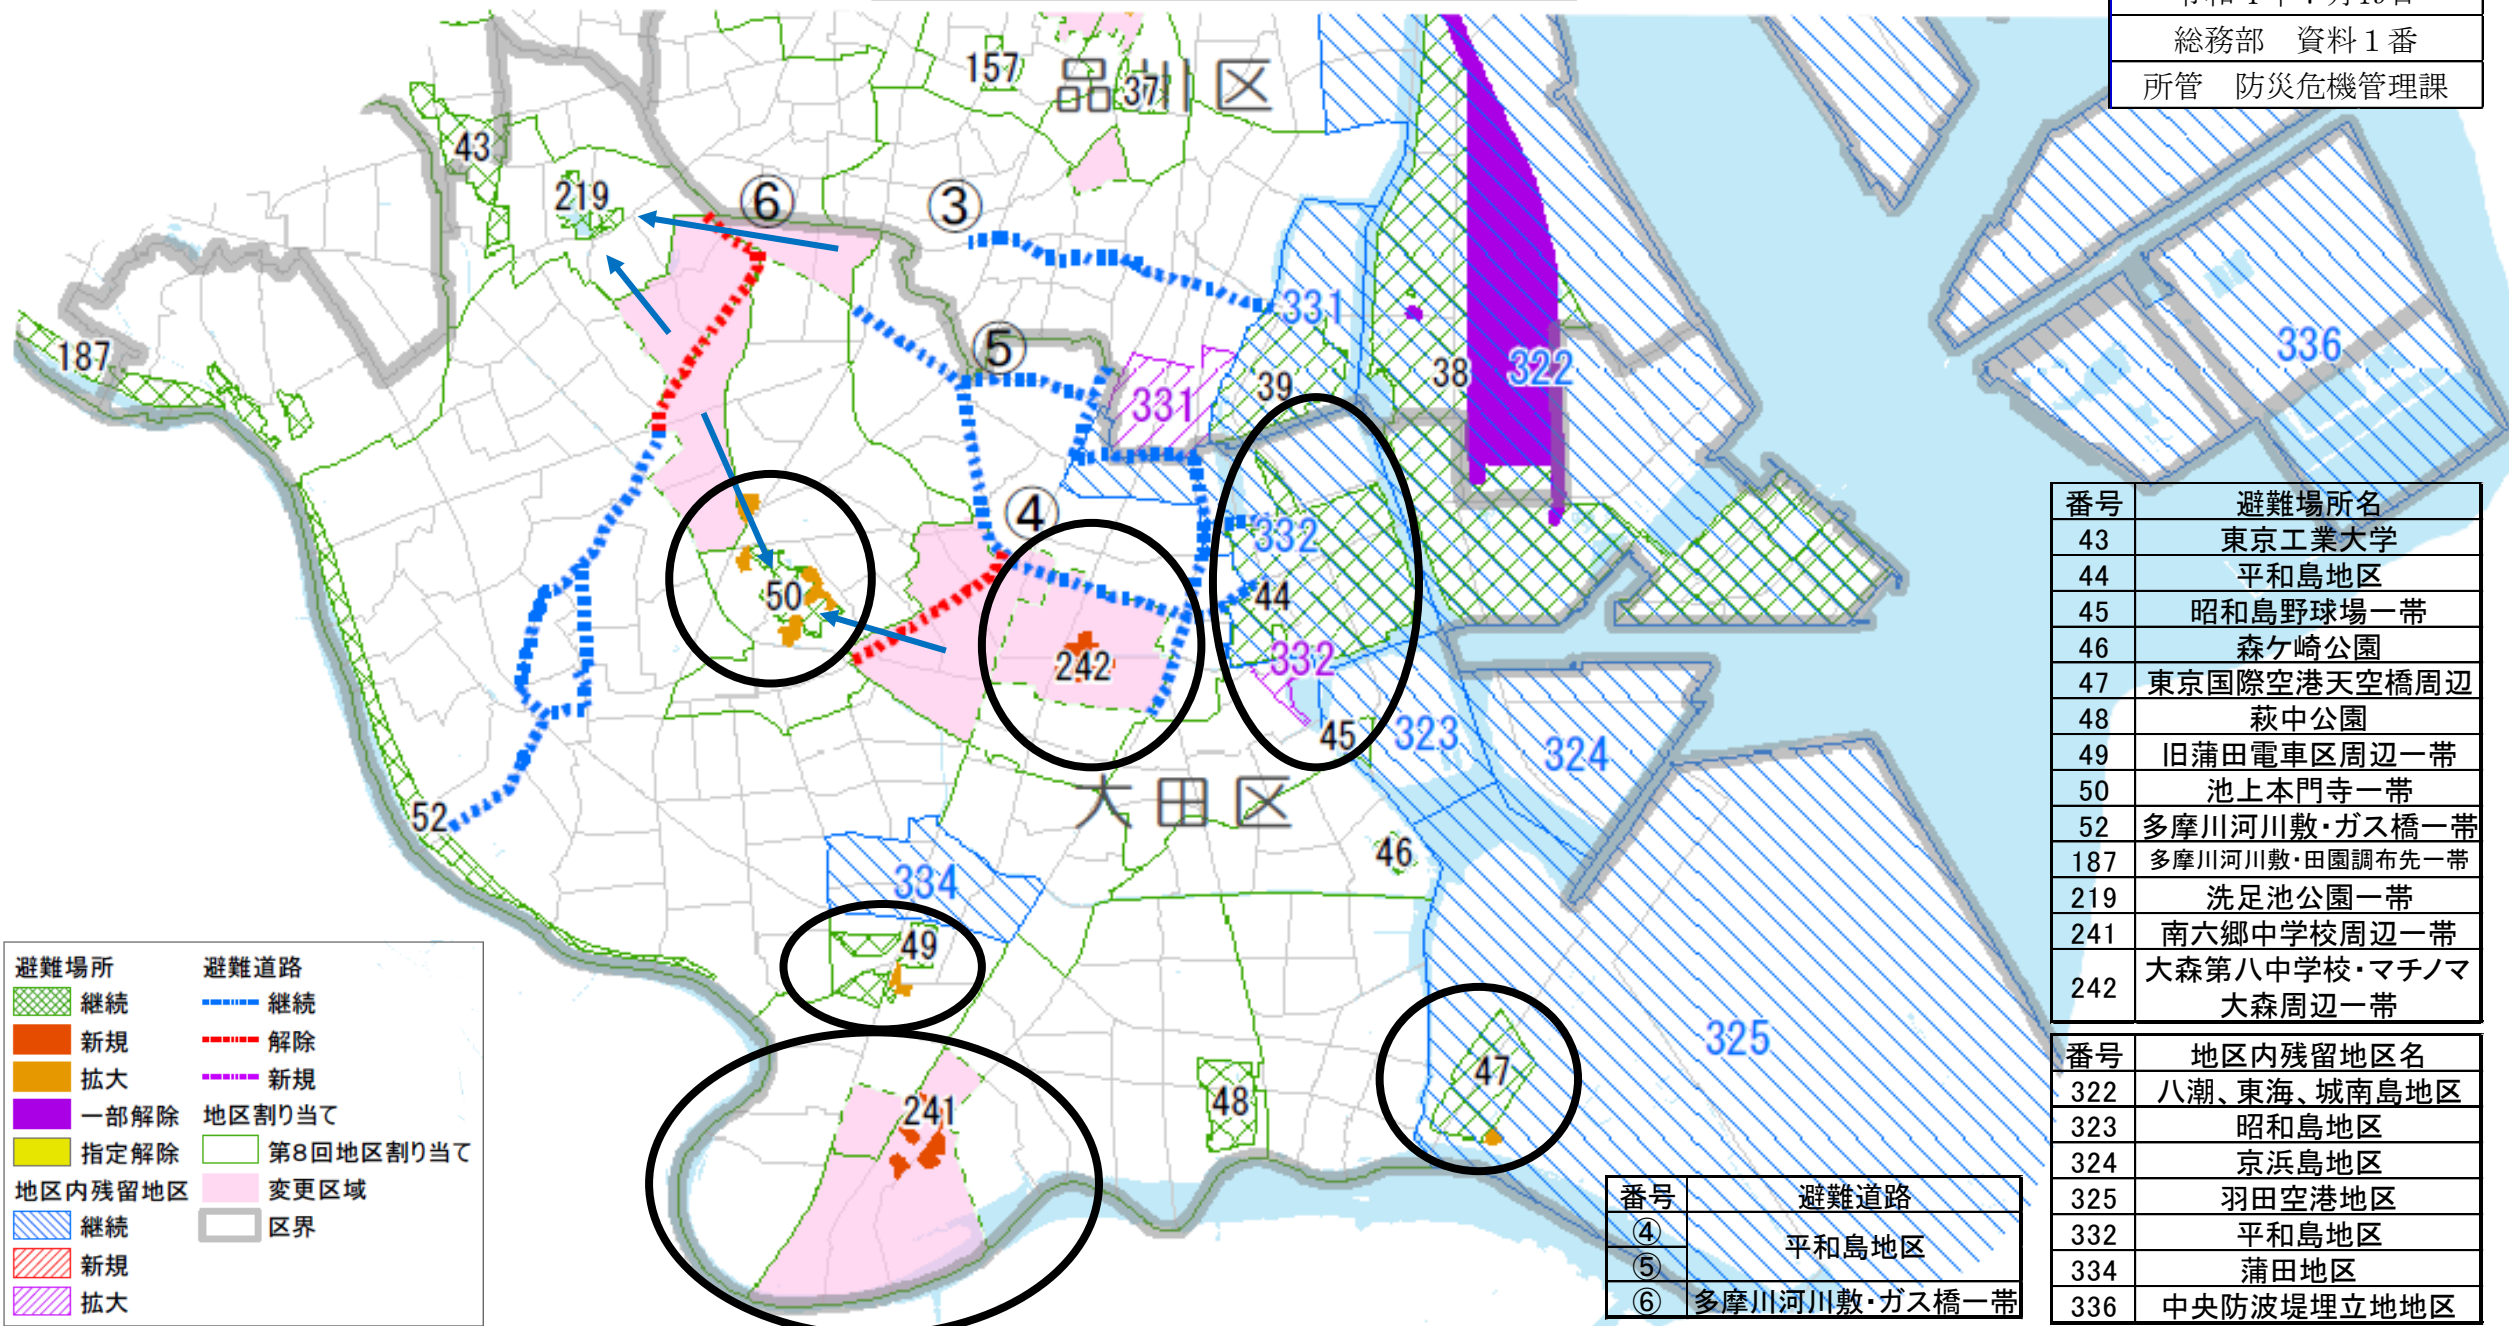 総務部 資料１番
所管 防災危機管理課
157
品川区
37
43
219
⑥
③
331
187
⑤
39
38
322
336
331
④
332
50
44
242
332
45
323
324
大田区
52
46
334
49
325
47
241
48
番号 避難場所名
43 東京工業大学
44 平和島地区
45 昭和島野球場一帯
46 森ケ崎公園
47 東京国際空港天空橋周辺
48 萩中公園
49 旧蒲田電車区周辺一帯
50 池上本門寺一帯
52 多摩川河川敷・ガス橋一帯
187 多摩川河川敷・田園調布先一帯
219 洗足池公園一帯
241 南六郷中学校周辺一帯
242 大森第八中学校・マチノマ
大森周辺一帯
番号 地区内残留地区名
322 八潮、東海、城南島地区
323 昭和島地区
324 京浜島地区
325 羽田空港地区
332 平和島地区
334 蒲田地区
336 中央防波堤埋立地地区
番号 避難道路
④ 平和島地区
⑤
⑥ 多摩川河川敷・ガス橋一帯
避難場所
継続
新規
拡大
一部解除
指定解除
地区内残留地区
継続
新規
拡大
避難道路
継続
解除
新規
地区割り当て
第8回地区割り当て
変更区域
区界